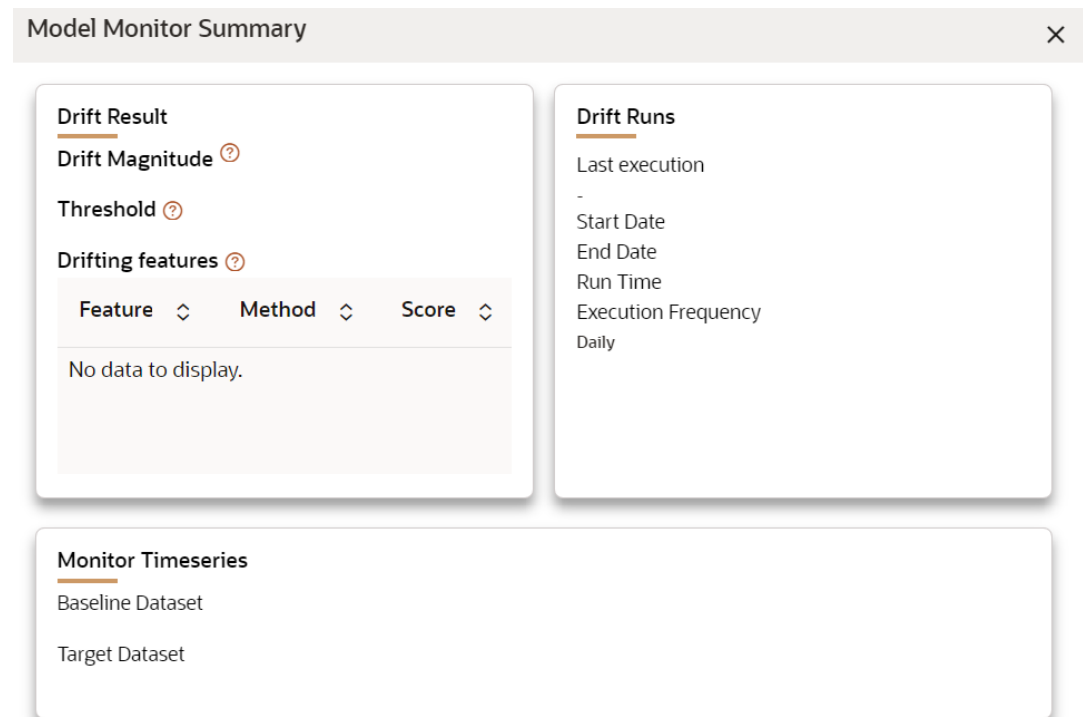 Model Monitor Summary
Drift Result
Drift Magnitude ?
Threshold ?
Drifting features ?
Feature Method Score
No data to display.
Drift Runs
Last execution
-
Start Date
End Date
Run Time
Execution Frequency
Daily
Monitor Timeseries
Baseline Dataset
Target Dataset